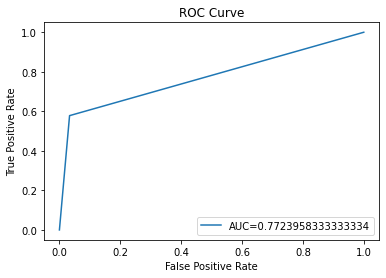 ROC Curve
1.0
0.8
0.6
0.4
0.2
0.0
True Positive Rate
AUC=0.7723958333333334
0.0 0.2 0.4 0.6 0.8 1.0
False Positive Rate